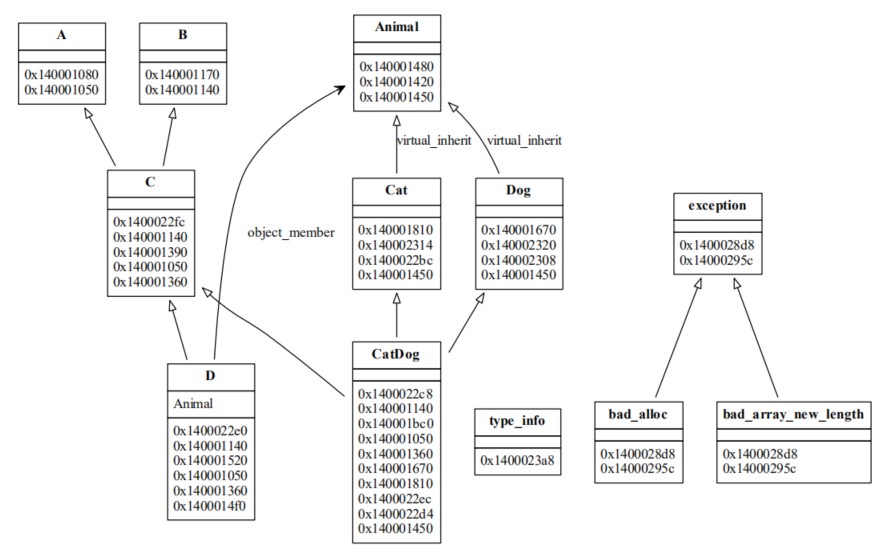 A
0x140001080
0x140001050
B
0x140001170
0x140001140
Animal
0x140001480
0x140001420
0x140001450
virtual_inherit
virtual_inherit
C
0x1400022fc
0x140001140
0x140001390
0x140001050
0x140001360
object_member
Cat
0x140001810
0x140002314
0x1400022bc
0x140001450
Dog
0x140001670
0x140002320
0x140002308
0x140001450
exception
0x1400028d8
0x14000295c
D
Animal
0x1400022e0
0x140001140
0x140001520
0x140001050
0x140001360
0x1400014f0
CatDog
0x1400022c8
0x140001140
0x140001bc0
0x140001050
0x140001360
0x140001670
0x140001810
0x1400022ec
0x1400022d4
0x140001450
type_info
0x1400023a8
bad_alloc
0x1400028d8
0x14000295c
bad_array_new_length
0x1400028d8
0x14000295c